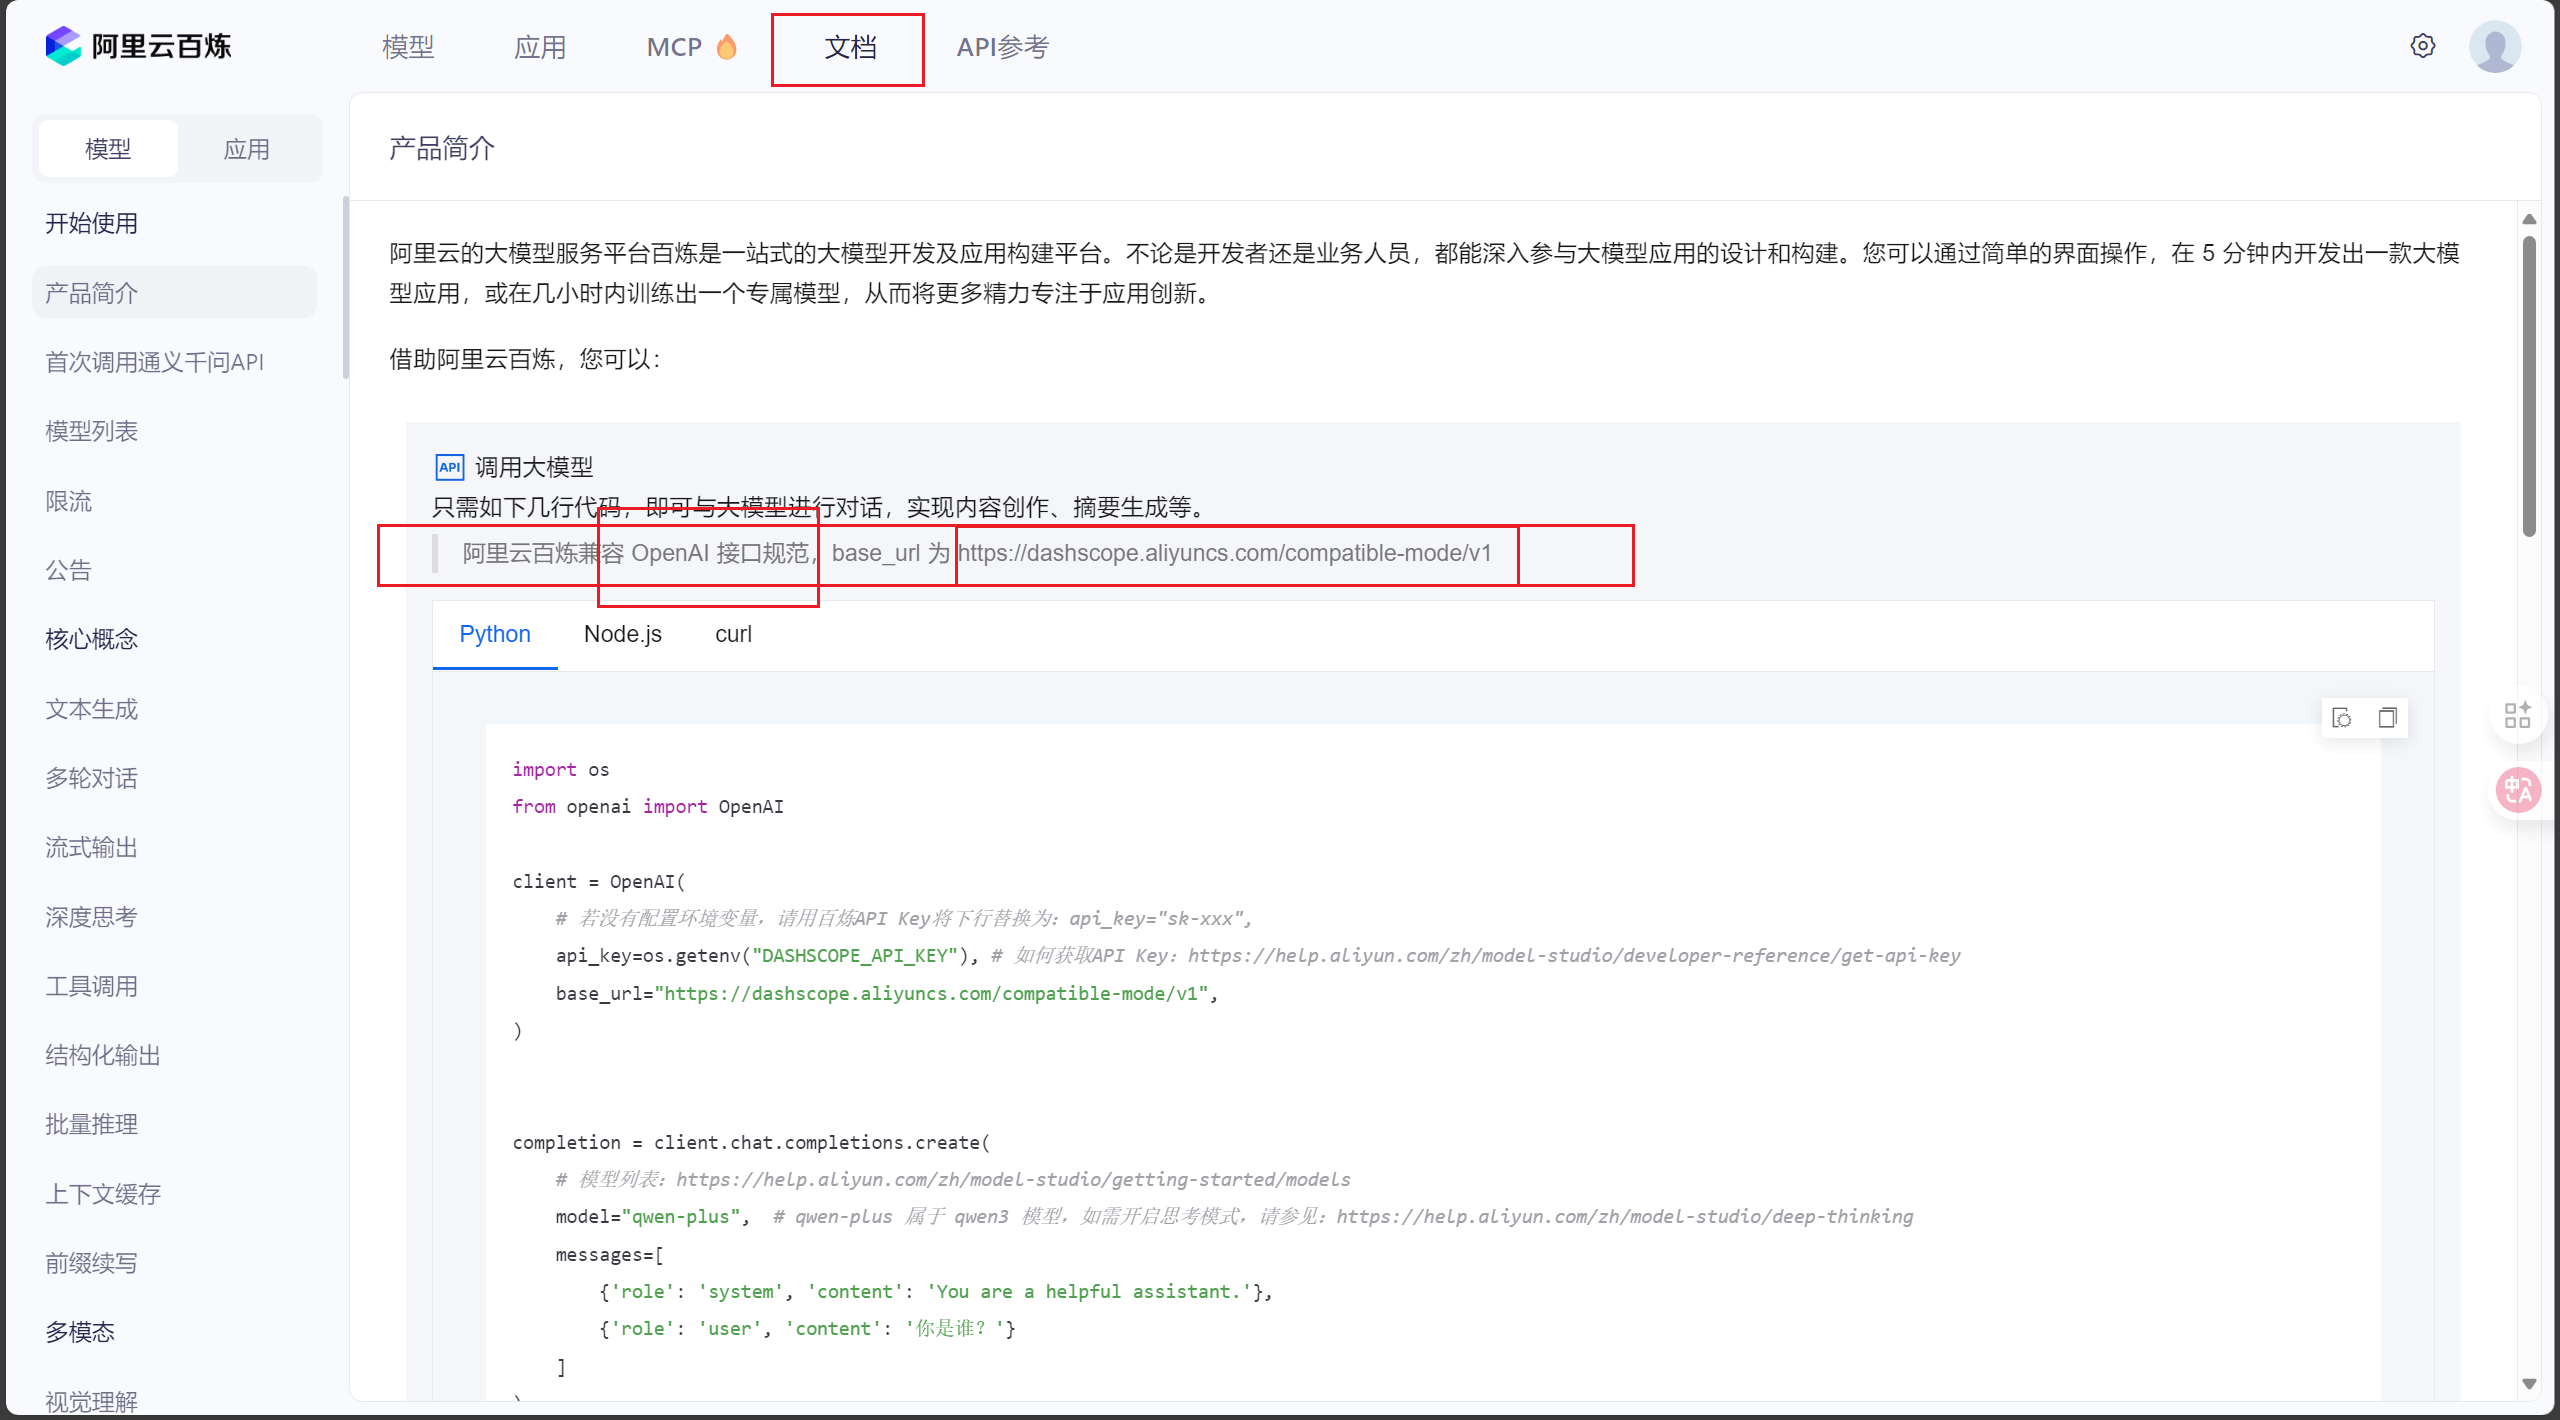 阿里云百炼
模型
应用
MCP
文档
API参考
模型
应用
开始使用
产品简介
首次调用通义千问API
模型列表
限流
公告
核心概念
文本生成
多轮对话
流式输出
深度思考
工具调用
结构化输出
批量推理
上下文缓存
前缀续写
多模态
视觉理解
产品简介
阿里云的大模型服务平台百炼是一站式的大模型开发及应用构建平台。不论是开发者还是业务人员，都能深入参与大模型应用的设计和构建。您可以通过简单的界面操作，在 5 分钟内开发出一款大模
型应用，或在几小时内训练出一个专属模型，从而将更多精力专注于应用创新。
借助阿里云百炼，您可以：
API 调用大模型
只需如下几行代码，即可与大模型进行对话，实现内容创作、摘要生成等。
阿里云百炼兼容 OpenAI 接口规范，base_url 为 https://dashscope.aliyuncs.com/compatible-mode/v1
Python
Node.js
curl
import os
from openai import OpenAI
client = OpenAI(
# 若没有配置环境变量，请用百炼API Key将下行替换为：api_key="sk-xxx",
api_key=os.getenv("DASHSCOPE_API_KEY"), # 如何获取API Key：https://help.aliyun.com/zh/model-studio/developer-reference/get-api-key
base_url="https://dashscope.aliyuncs.com/compatible-mode/v1",
)
completion = client.chat.completions.create(
# 模型列表：https://help.aliyun.com/zh/model-studio/getting-started/models
model="qwen-plus",  # qwen-plus 属于 qwen3 模型，如需开启思考模式，请参见：https://help.aliyun.com/zh/model-studio/deep-thinking
messages=[
{'role': 'system', 'content': 'You are a helpful assistant.'},
{'role': 'user', 'content': '你是谁？'}
]
中A